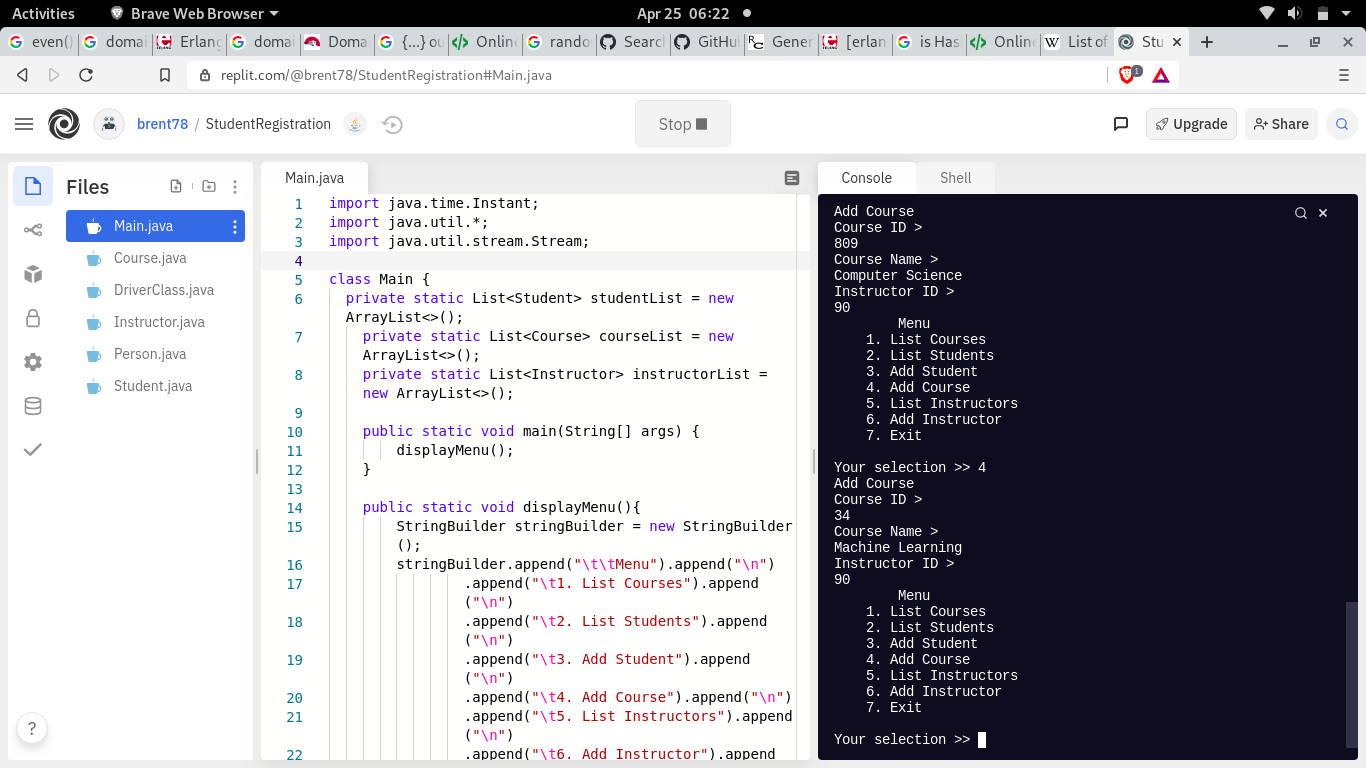 Activities Brave Web Browser Apr 25 06:22
even() domai Erlang domai Doma {...} ou Online rando Search GitHub Gener [erlan is Has Online List of Stu
replit.com/@brent78/StudentRegistration#Main.java 1
brent78 / StudentRegistration Stop Upgrade Share
Files
Main.java
Course.java
DriverClass.java
Instructor.java
Person.java
Student.java
?
Main.java
1 import java.time.Instant;
2 import java.util.*;
3 import java.util.stream.Stream;
4
5 class Main {
6 private static List<Student> studentList = new
ArrayList<>();
7 private static List<Course> courseList = new
ArrayList<>();
8 private static List<Instructor> instructorList =
new ArrayList<>();
9
10 public static void main(String[] args) {
11 displayMenu();
12 }
13
14 public static void displayMenu(){
15 StringBuilder stringBuilder = new StringBuilder
();
16 stringBuilder.append("\t\tMenu").append("\n")
17 .append("\t1. List Courses").append
("\n")
18 .append("\t2. List Students").append
("\n")
19 .append("\t3. Add Student").append
("\n")
20 .append("\t4. Add Course").append("\n")
21 .append("\t5. List Instructors").append
("\n")
22 .append("\t6. Add Instructor").append
Console Shell
Add Course
Course ID >
809
Course Name >
Computer Science
Instructor ID >
90
Menu
1. List Courses
2. List Students
3. Add Student
4. Add Course
5. List Instructors
6. Add Instructor
7. Exit
Your selection >> 4
Add Course
Course ID >
34
Course Name >
Machine Learning
Instructor ID >
90
Menu
1. List Courses
2. List Students
3. Add Student
4. Add Course
5. List Instructors
6. Add Instructor
7. Exit
Your selection >>